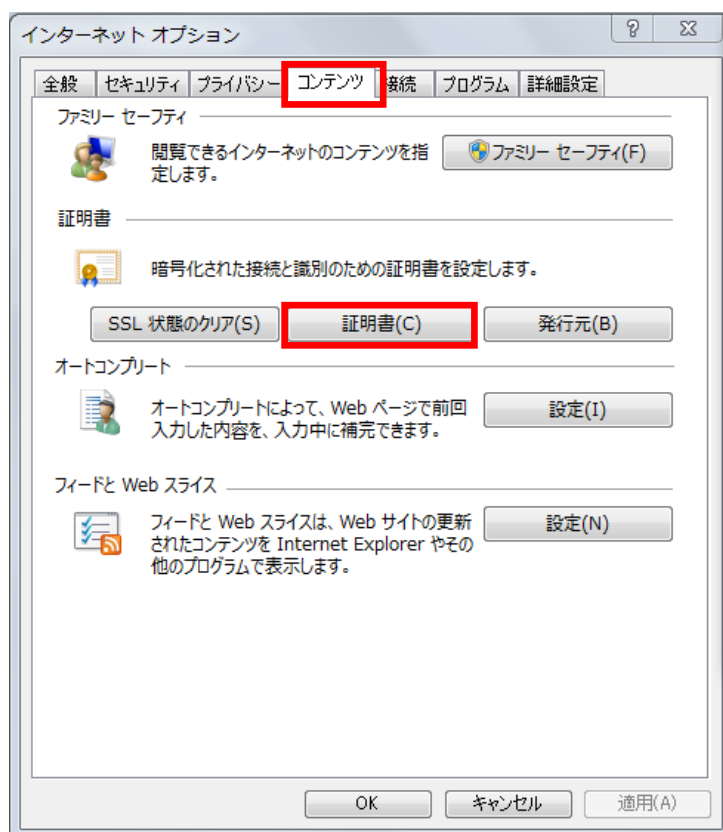 インターネット オプション
全般 セキュリティ プライバシー コンテンツ 接続 プログラム 詳細設定
ファミリー セーフティ
閲覧できるインターネットのコンテンツを指
定します。
ファミリー セーフティ(F)
証明書
暗号化された接続と識別のための証明書を設定します。
SSL 状態のクリア(S) 証明書(C) 発行元(B)
オートコンプリート
オートコンプリートによって、Web ページで前回
入力した内容を、入力中に補完できます。
設定(I)
フィードと Web スライス
フィードと Web スライスは、Web サイトの更新
されたコンテンツを Internet Explorer やその
他のプログラムで表示します。
設定(N)
OK キャンセル 適用(A)